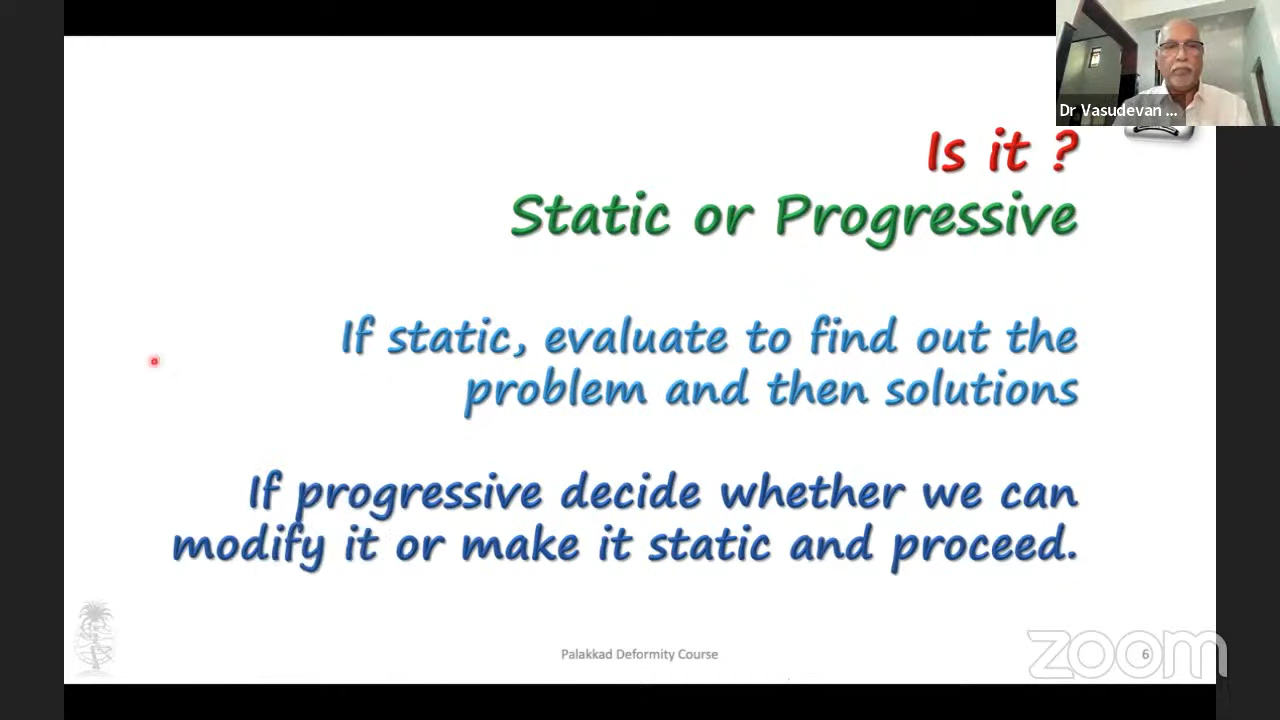 Dr Vasudevan ...
Is it ?
Static or Progressive
If static, evaluate to find out the
problem and then solutions
If progressive decide whether we can
modify it or make it static and proceed.
Palakkad Deformity Course
6
zoom